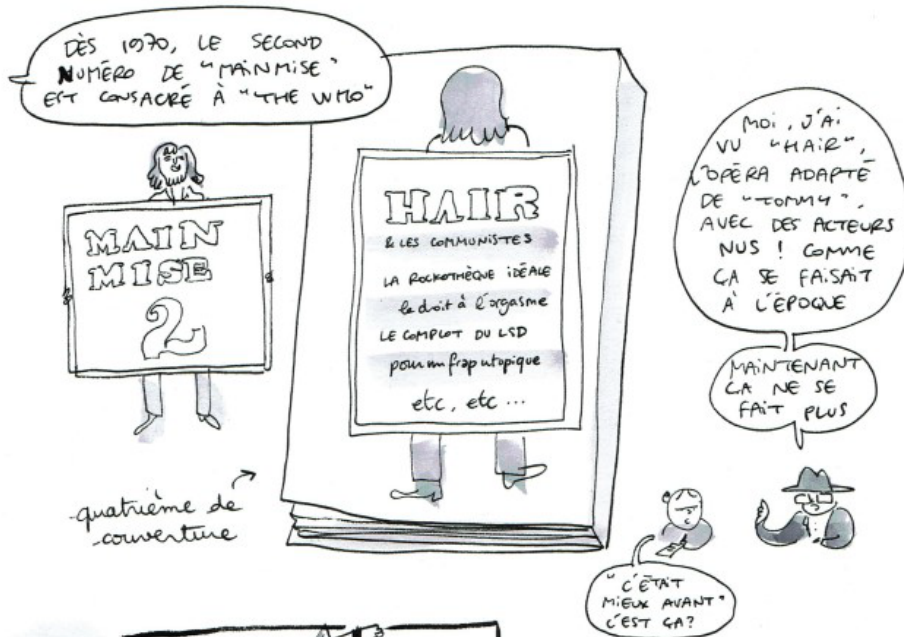 DÈS 1970, LE SECOND
NUMÉRO DE "MAINMISE"
EST CONSACRÉ À "THE WHO"
MAIN
MISE
2
HAIR
& LES COMMUNISTES
LA ROCKOTHÈQUE IDÉALE
le droit à l'orgasme
LE COMPLOT DU LSD
pour un frap utopique
etc, etc ...
quatrième de
couverture
MOI, J'AI
VU "HAIR",
L'OPÉRA ADAPTÉ
DE "TOMMY",
AVEC DES ACTEURS
NUS ! COMME
ÇA SE FAISAIT
À L'ÉPOQUE
MAINTENANT
ÇA NE SE
FAIT PLUS
"C'ÉTAIT
MIEUX AVANT"
C'EST ÇA?